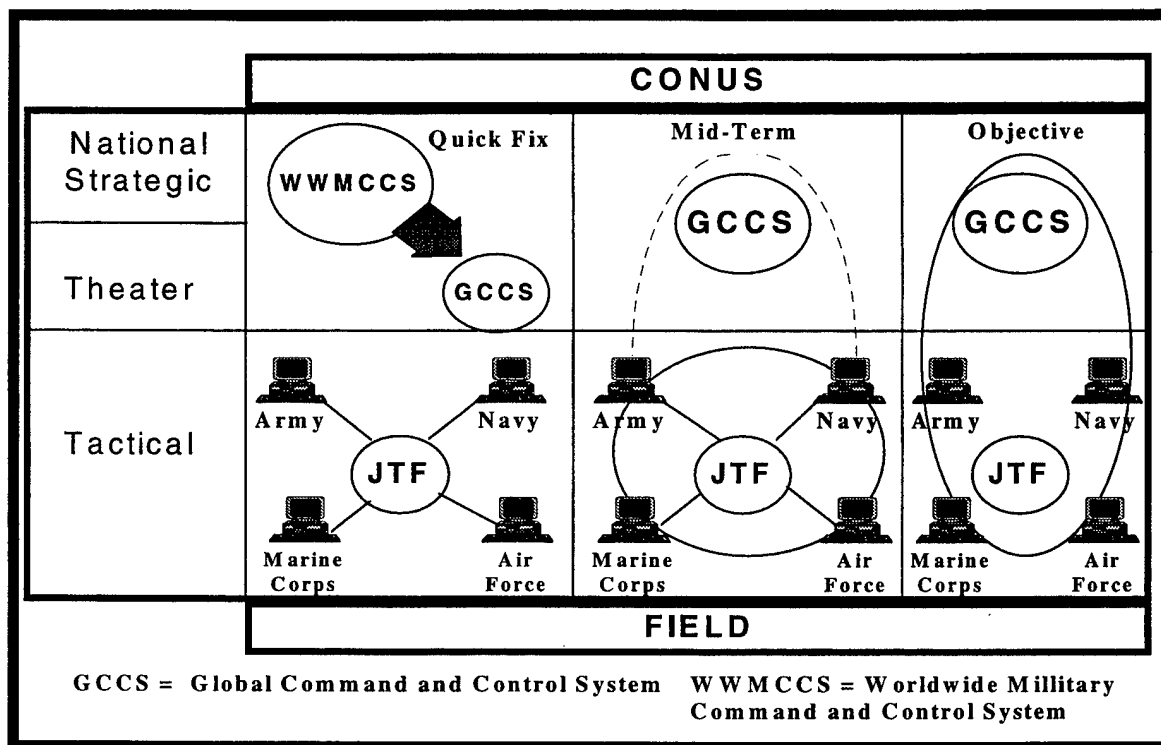 CONUS
National
Strategic
Theater
Tactical
Quick Fix
WWMCCS
GCCS
Army
Navy
JTF
Marine
Corps
Air
Force
Mid-Term
GCCS
Army
Navy
JTF
Marine
Corps
Air
Force
Objective
GCCS
Army
Navy
JTF
Marine
Corps
Air
Force
FIELD
GCCS = Global Command and Control System
WWMCCS = Worldwide Millitary
Command and Control System